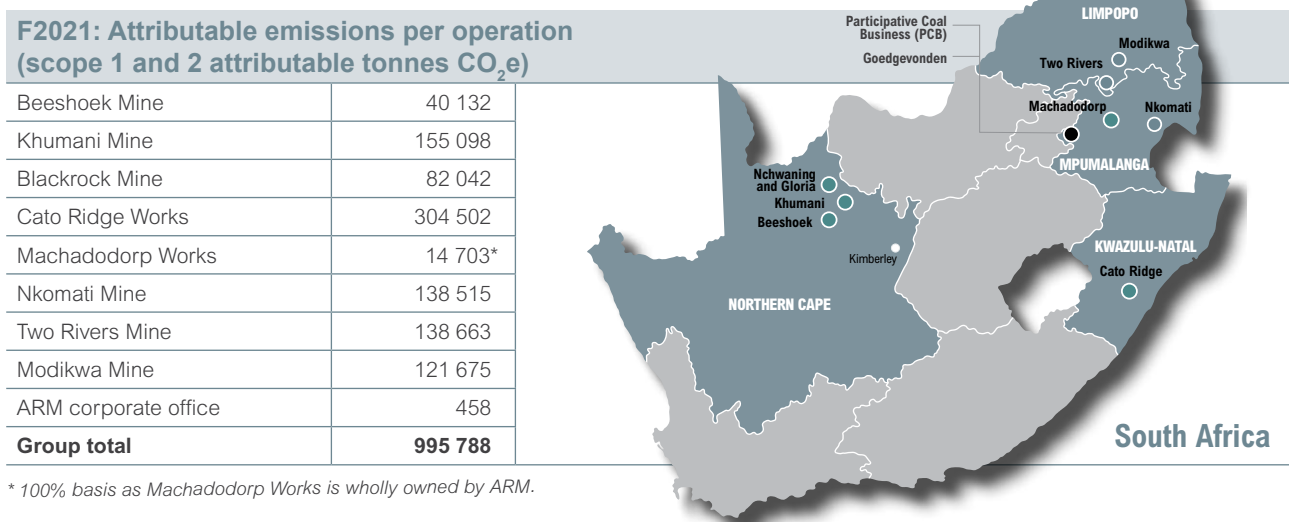 F2021: Attributable emissions per operation
(scope 1 and 2 attributable tonnes CO₂e)
Beeshoek Mine 40 132
Khumani Mine 155 098
Blackrock Mine 82 042
Cato Ridge Works 304 502
Machadodorp Works 14 703*
Nkomati Mine 138 515
Two Rivers Mine 138 663
Modikwa Mine 121 675
ARM corporate office 458
Group total 995 788
* 100% basis as Machadodorp Works is wholly owned by ARM.
Participative Coal
Business (PCB)
Goedgevonden
LIMPOPO
Modikwa
Two Rivers
Machadodorp
Nkomati
MPUMALANGA
Nchwaning
and Gloria
Khumani
Beeshoek
Kimberley
KWAZULU-NATAL
Cato Ridge
NORTHERN CAPE
South Africa